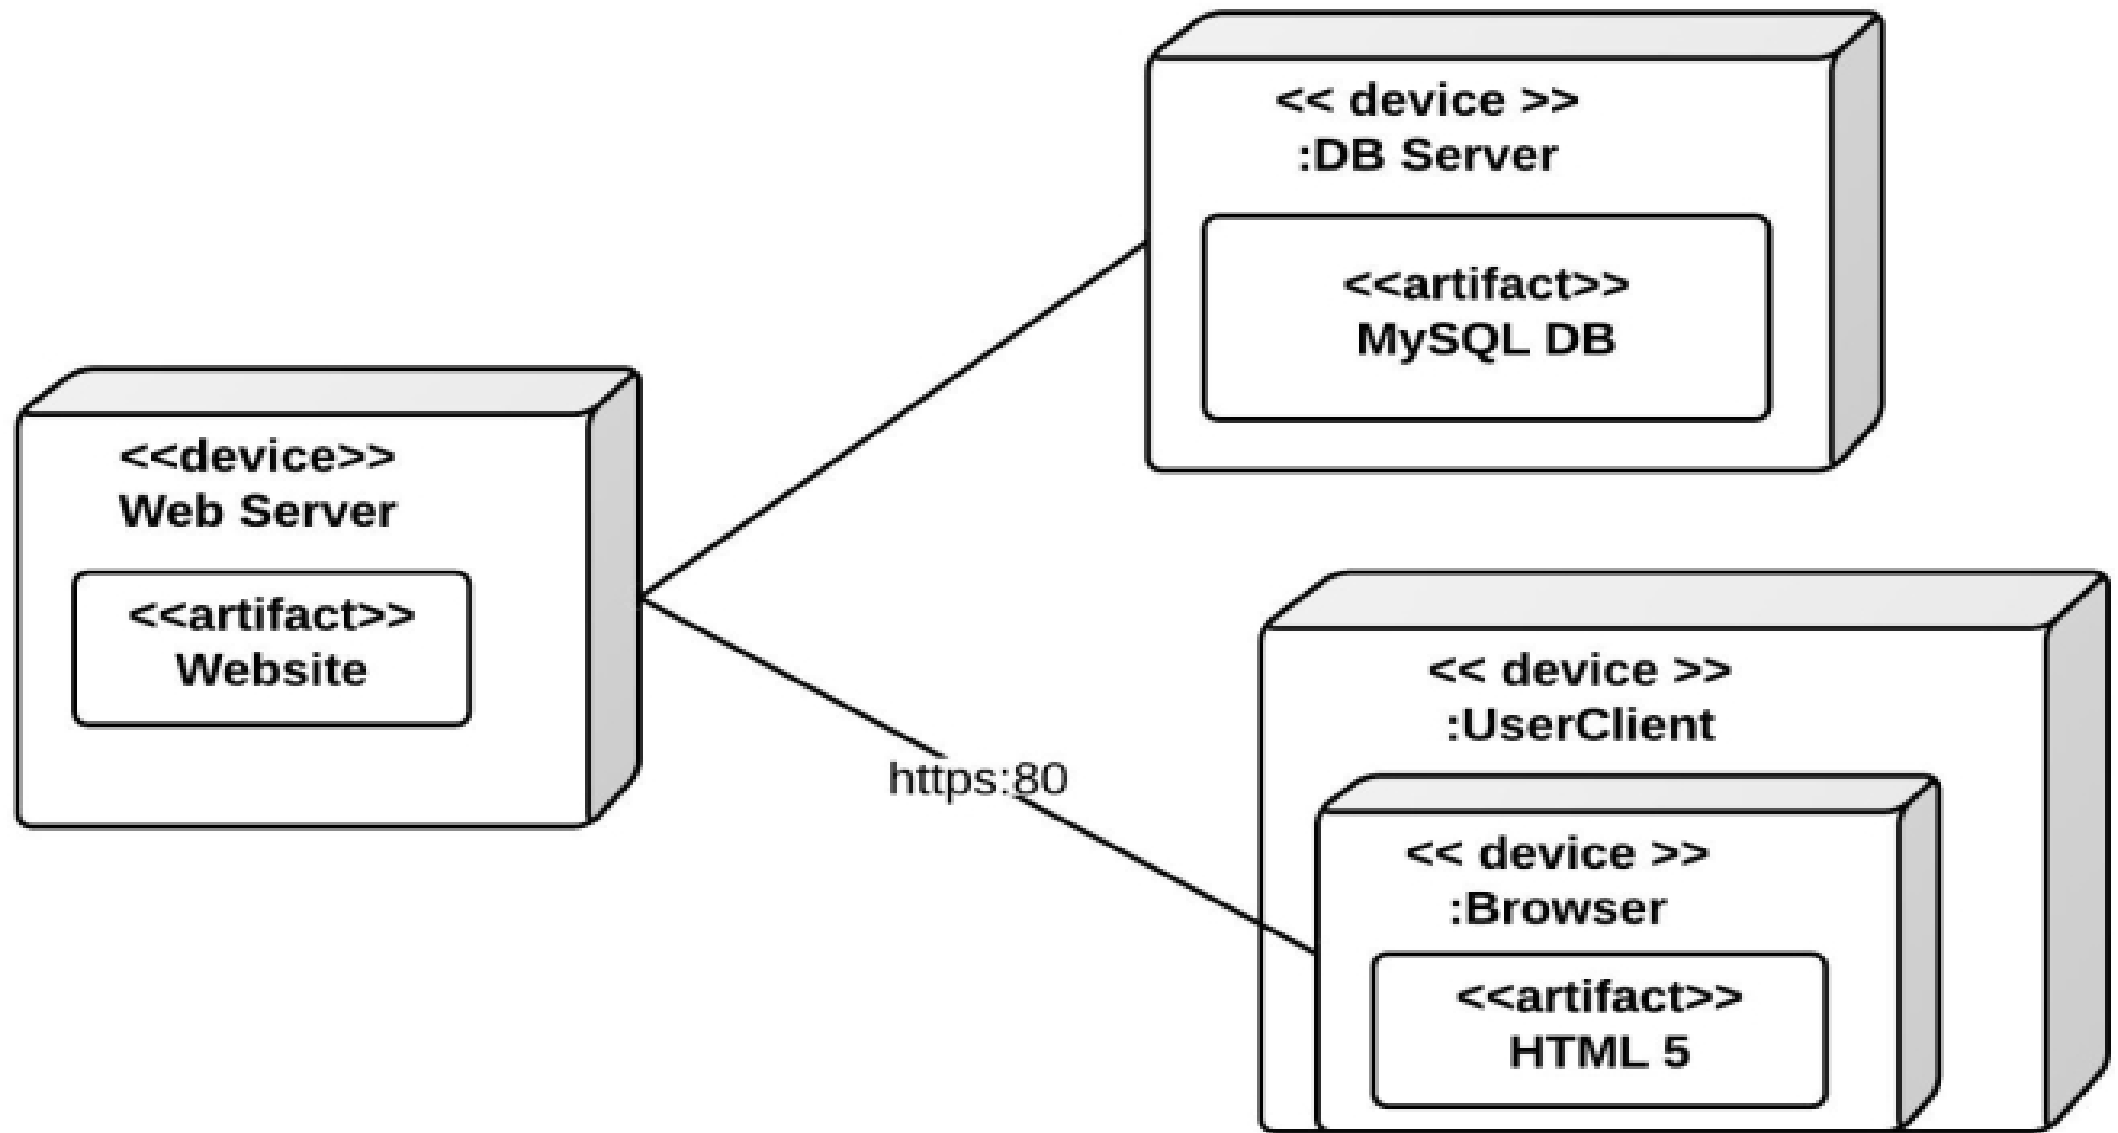 << device >>
:DB Server
<<artifact>>
MySQL DB
<<device>>
Web Server
<<artifact>>
Website
https:80
<< device >>
:UserClient
<< device >>
:Browser
<<artifact>>
HTML 5